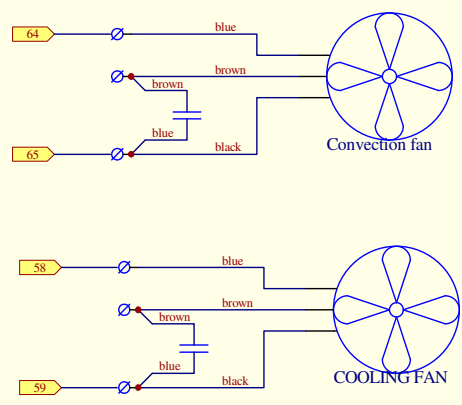 64
blue
brown
brown
blue
65
black
Convection fan
58
blue
brown
brown
blue
59
black
COOLING FAN